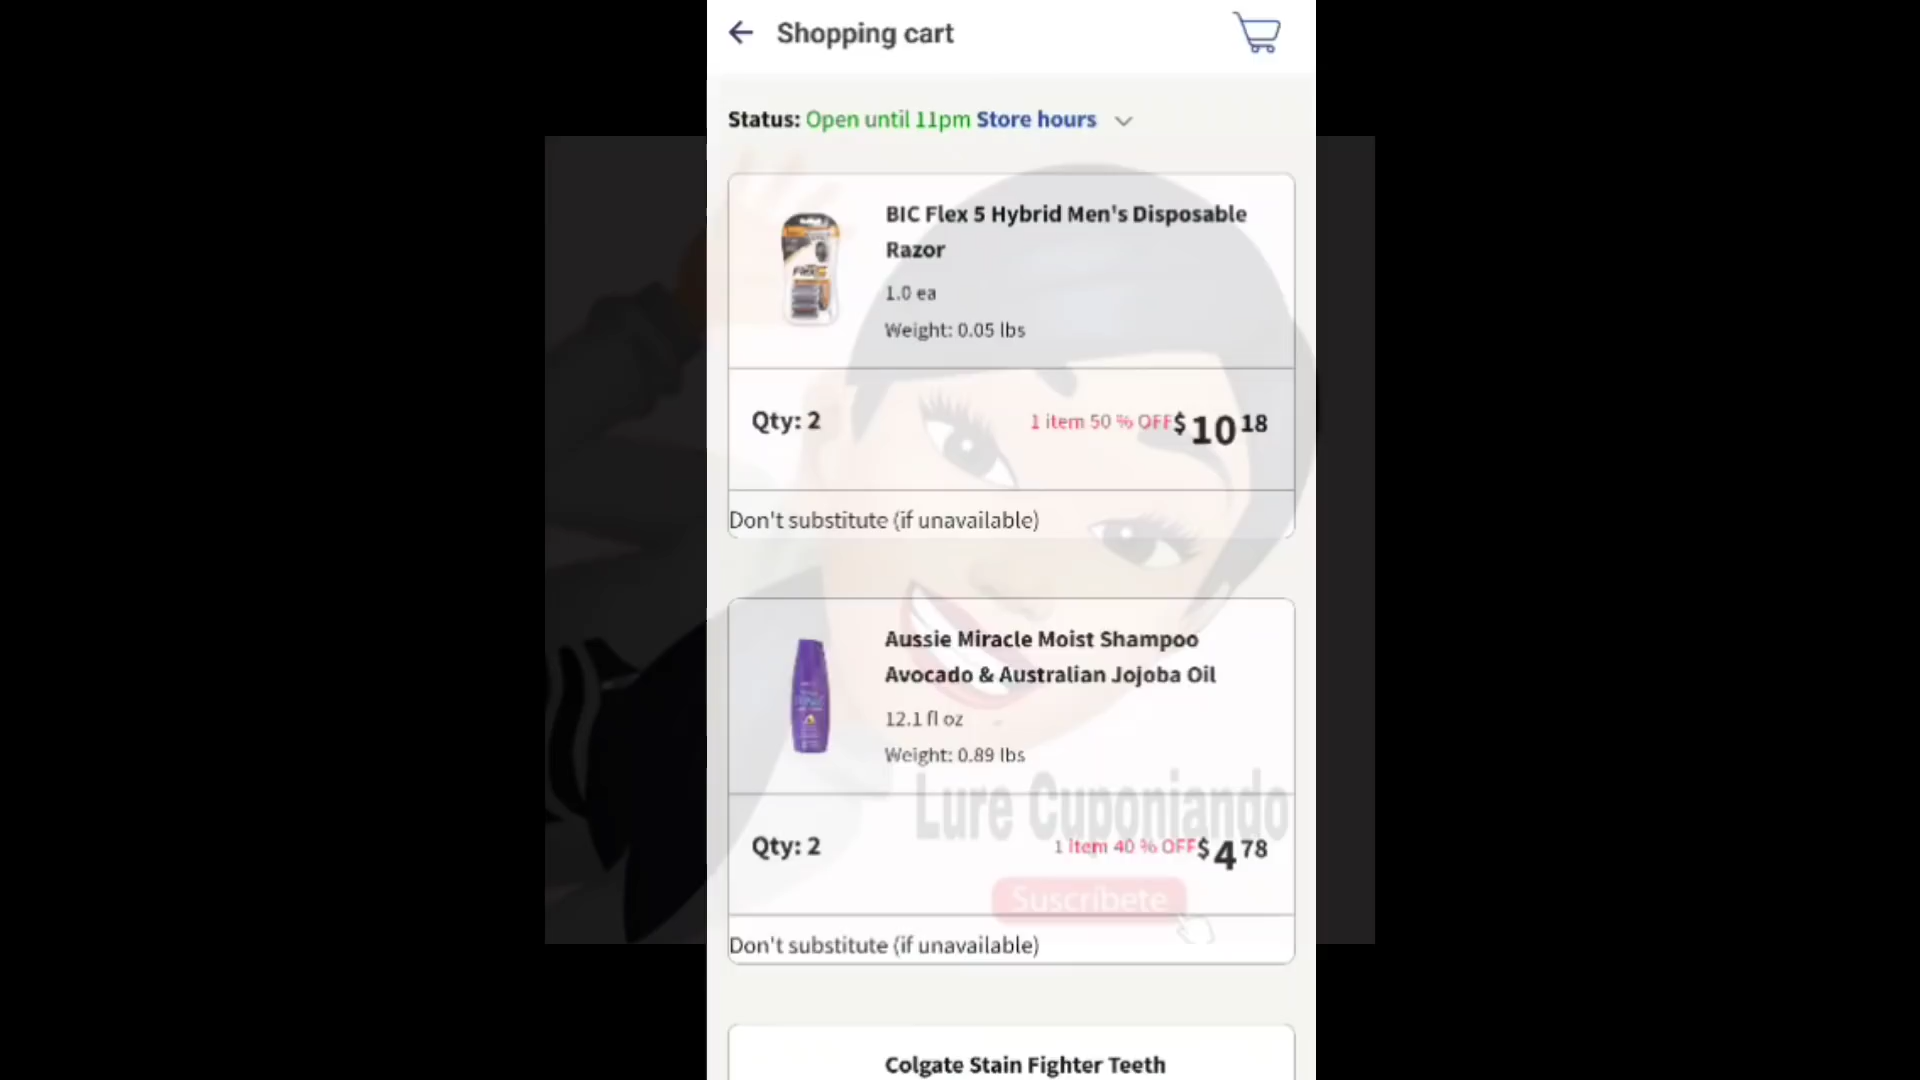 Shopping cart
Status: Open until 11pm Store hours
BIC Flex 5 Hybrid Men's Disposable
Razor
1.0 ea
Weight: 0.05 lbs
Qty: 2
1 item 50 % OFF $10 18
Don't substitute (if unavailable)
Aussie Miracle Moist Shampoo
Avocado & Australian Jojoba Oil
12.1 fl oz
Weight: 0.89 lbs
Lure Cuponiando
Qty: 2
1 item 40 % OFF $4 78
Suscríbete
Don't substitute (if unavailable)
Colgate Stain Fighter Teeth